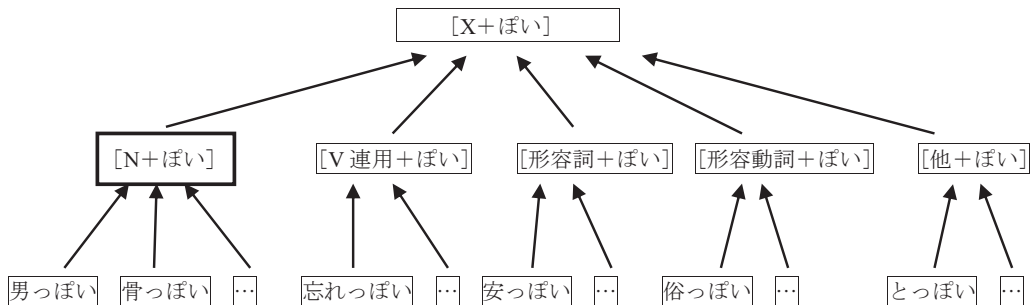 [X+ぽい]
[N+ぽい] [V連用+ぽい] [形容詞+ぽい] [形容動詞+ぽい] [他+ぽい]
男っぽい 骨っぽい … 忘れっぽい … 安っぽい … 俗っぽい … とっぽい …